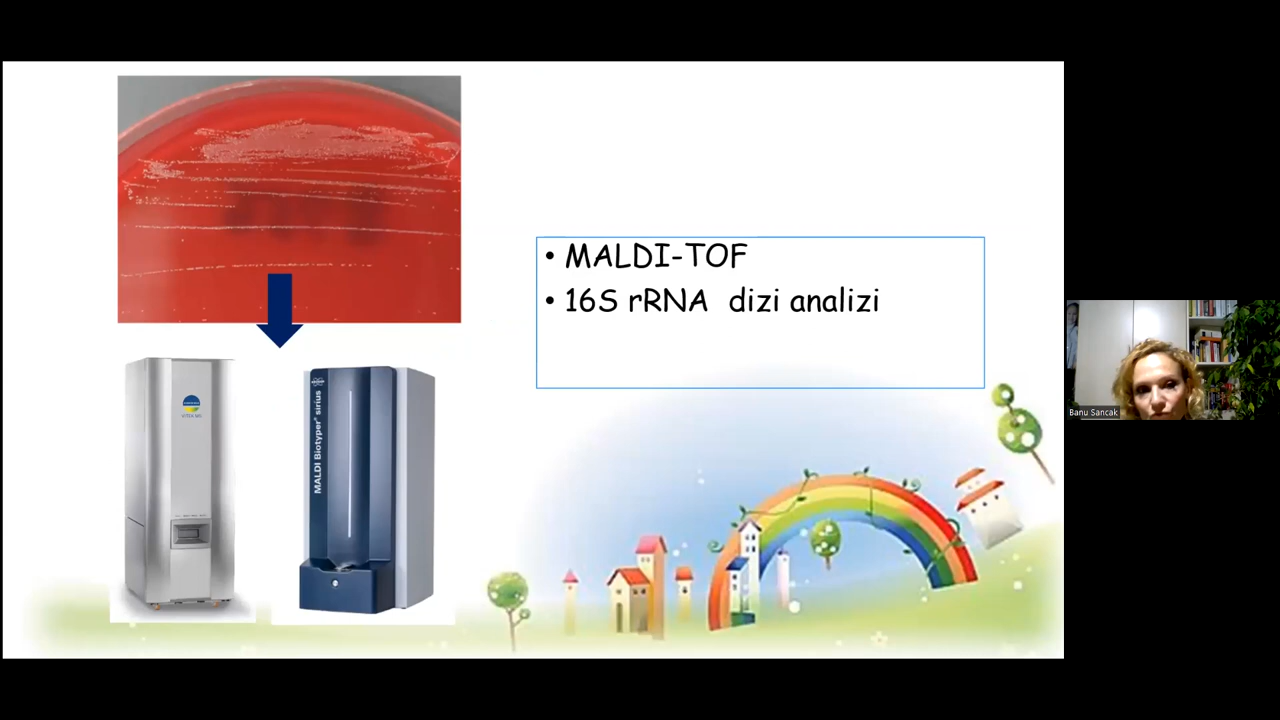 • MALDI-TOF
• 16S rRNA dizi analizi
MALDI Biotyper® sirius
Banu Sancak